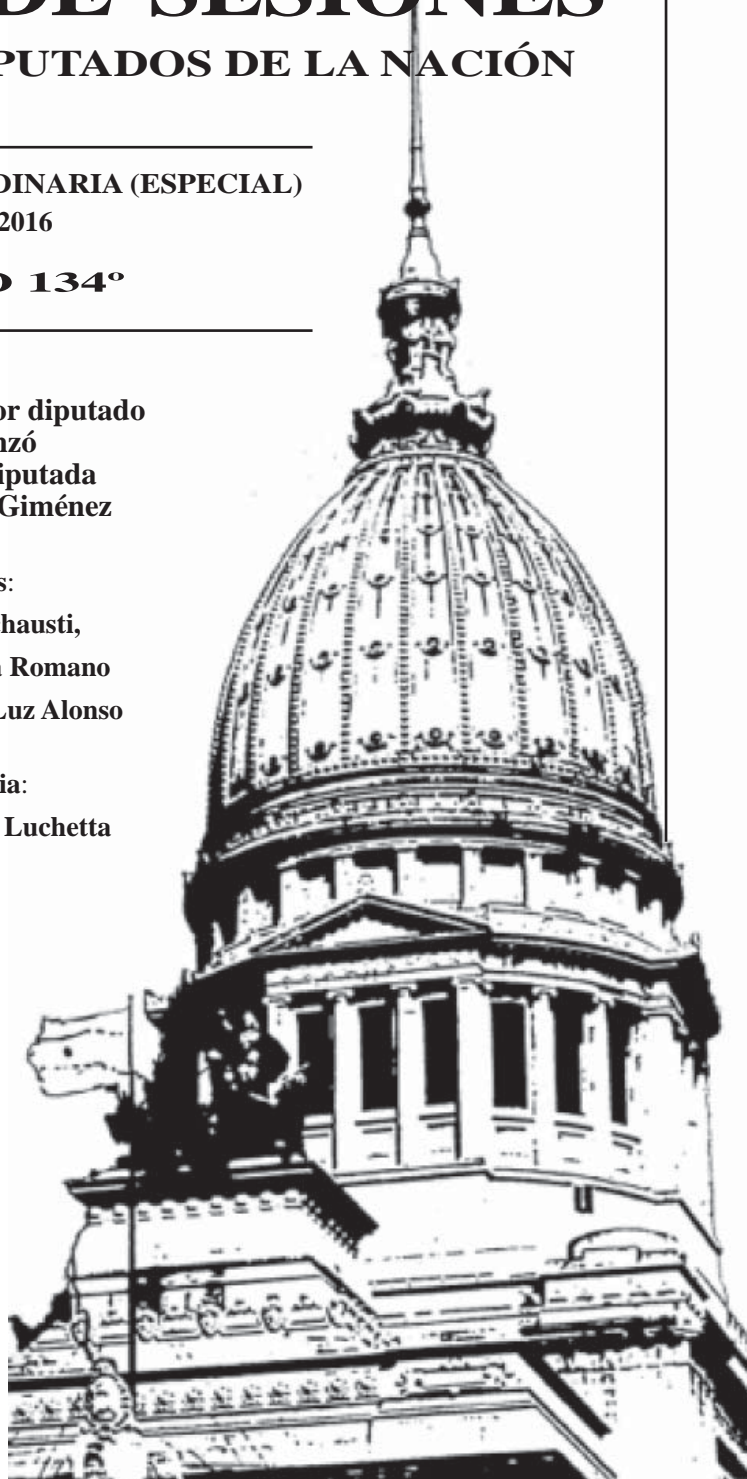 DE SESIONES
PUTADOS DE LA NACIÓN
DINARIA (ESPECIAL)
2016
O 134º
or diputado
nzó
iputada
Giménez
s:
hausti,
a Romano
Luz Alonso
ia:
Luchetta